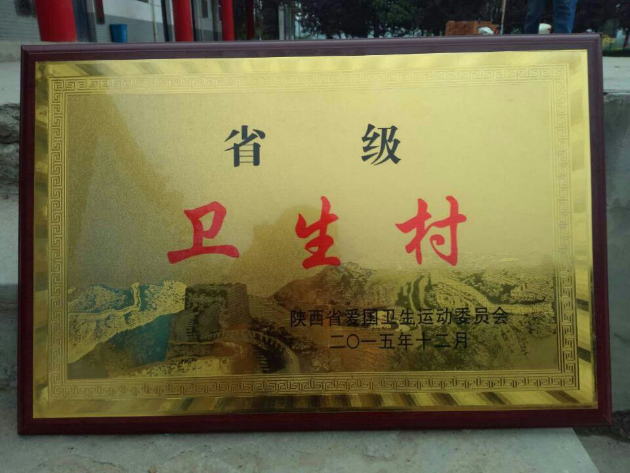 省级
卫生村
陕西省爱国卫生运动委员会
二〇一五年十二月